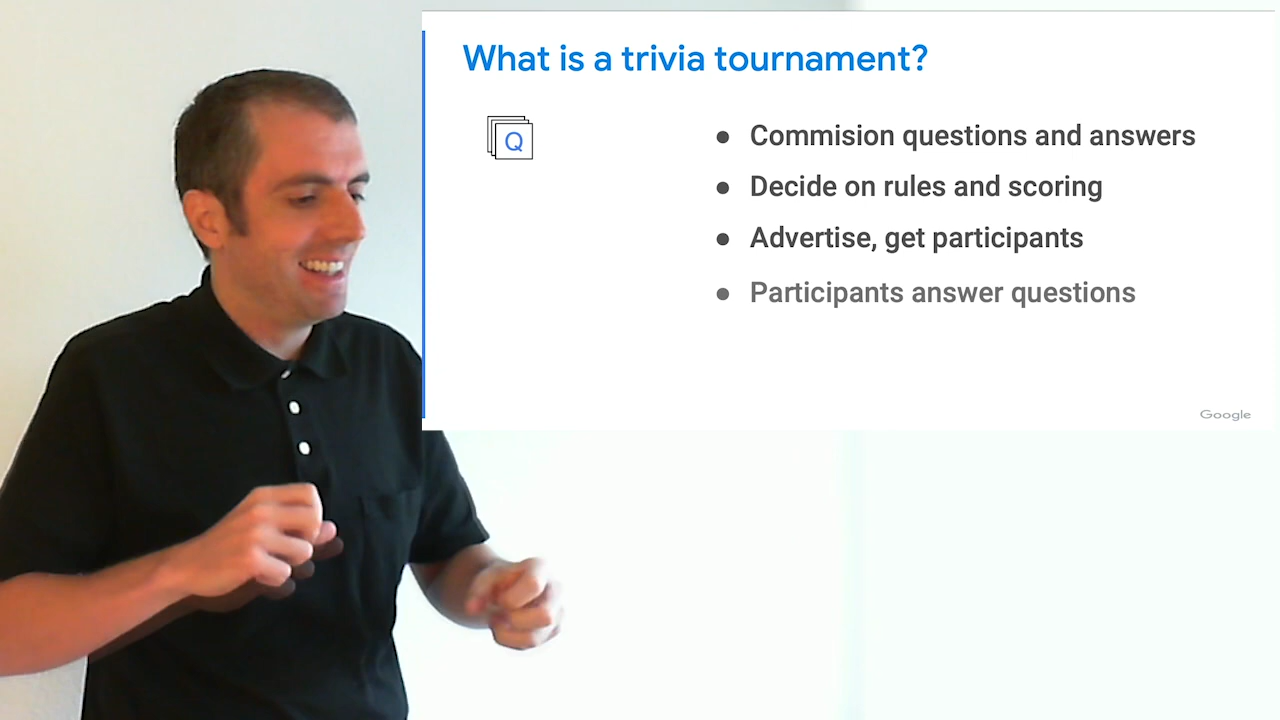 What is a trivia tournament?
Q
● Commision questions and answers
● Decide on rules and scoring
● Advertise, get participants
● Participants answer questions
Google